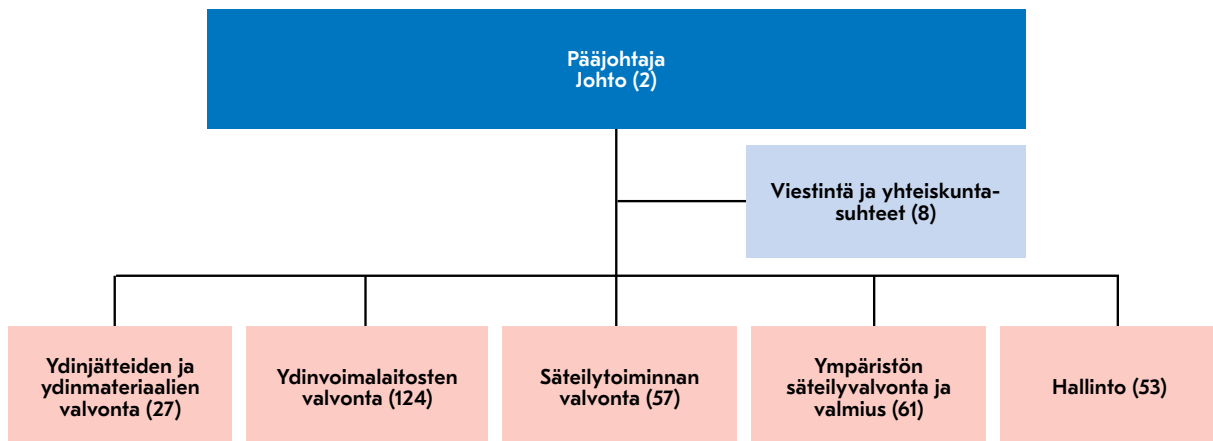 Pääjohtaja
Johto (2)
Viestintä ja yhteiskunta-
suhteet (8)
Ydinjätteiden ja
ydinmateriaalien
valvonta (27)
Ydinvoimalaitosten
valvonta (124)
Säteilytoiminnan
valvonta (57)
Ympäristön
säteilyvalvonta ja
valmius (61)
Hallinto (53)